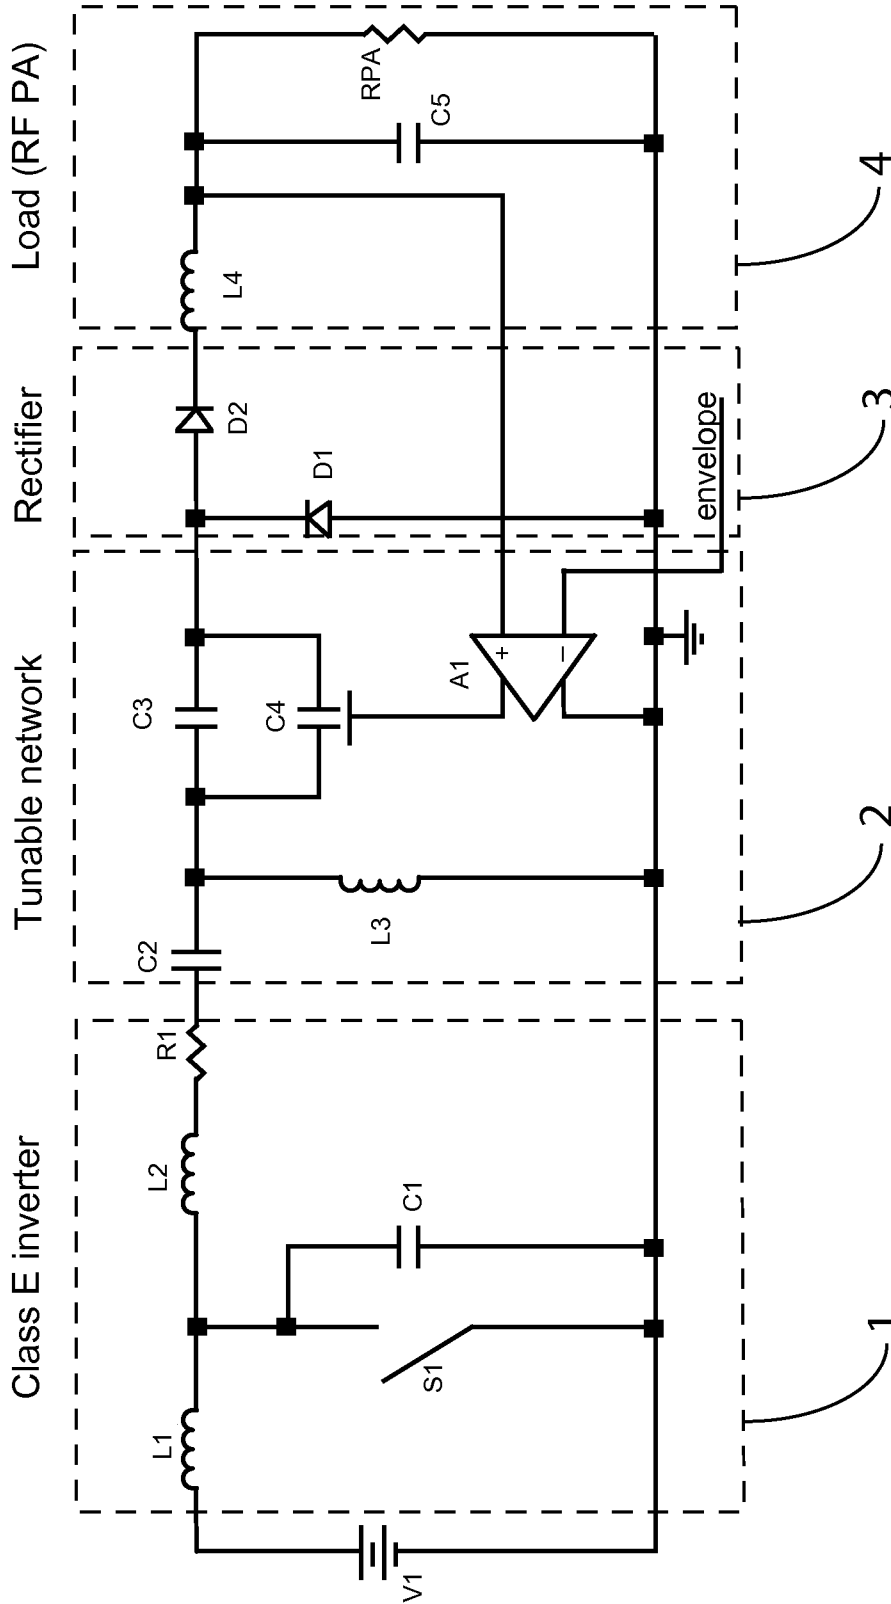 Class E inverter
Tunable network
Rectifier
Load (RF PA)
V1
L1
S1
C1
L2
R1
C2
L3
C3
C4
A1
+
–
envelope
D1
D2
L4
C5
RPA
1
2
3
4